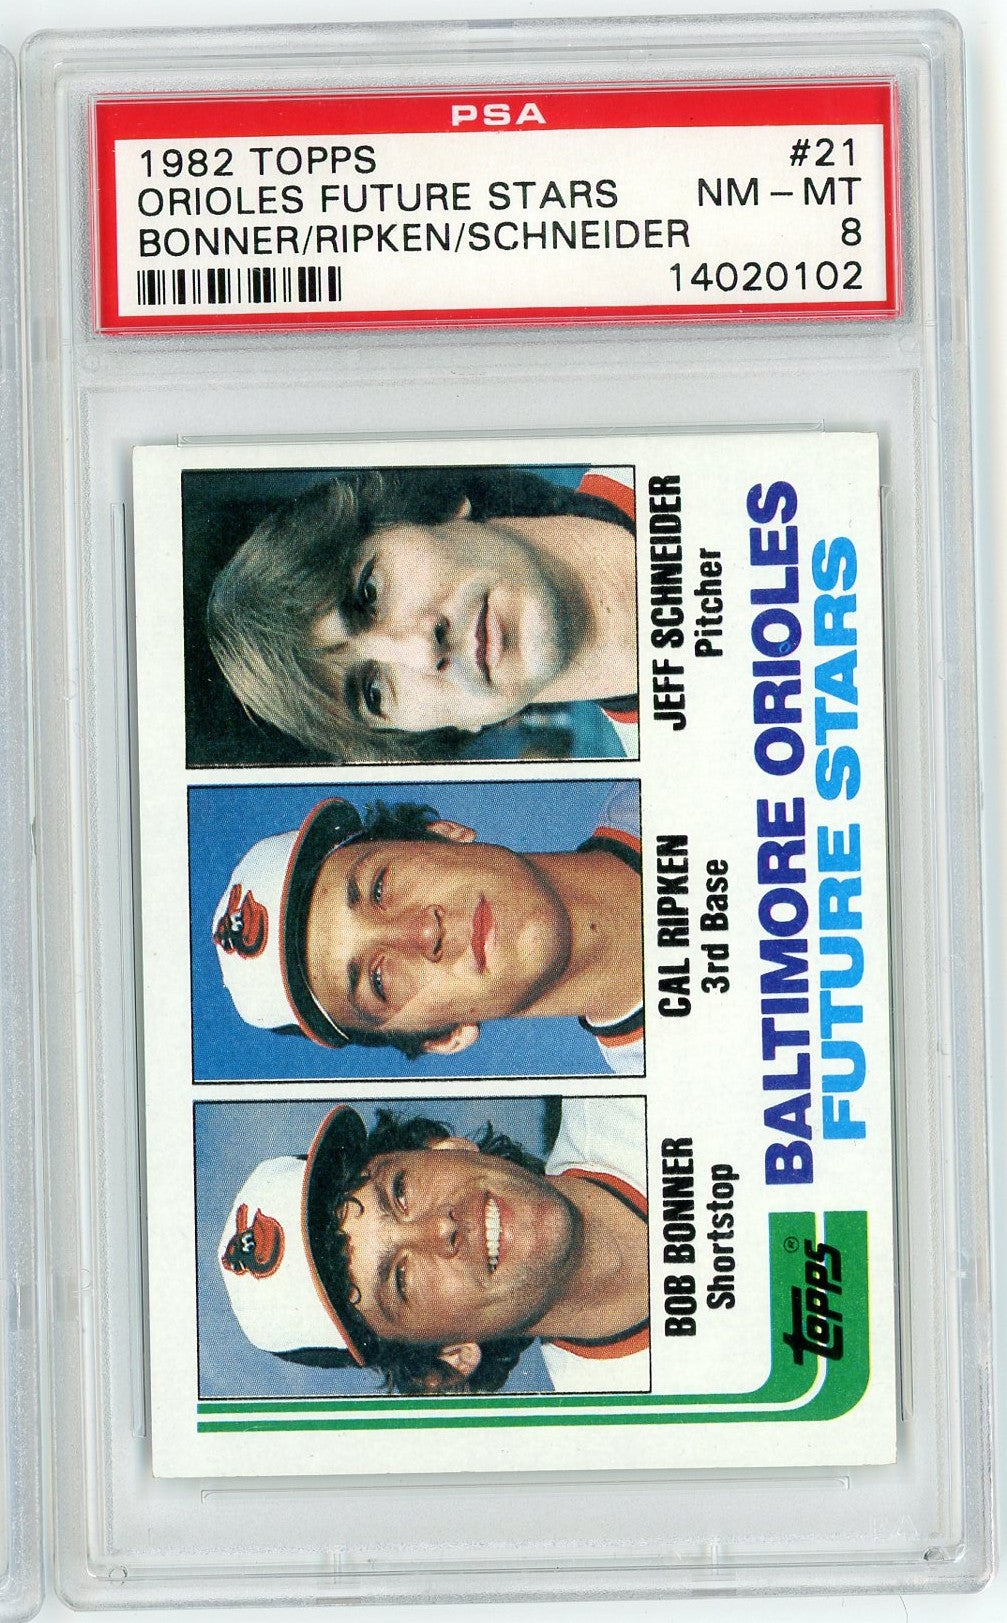 PSA
1982 TOPPS #21
ORIOLES FUTURE STARS NM - MT
BONNER/RIPKEN/SCHNEIDER 8
14020102
BOB BONNER
Shortstop
CAL RIPKEN
3rd Base
JEFF SCHNEIDER
Pitcher
Topps®
BALTIMORE ORIOLES
FUTURE STARS